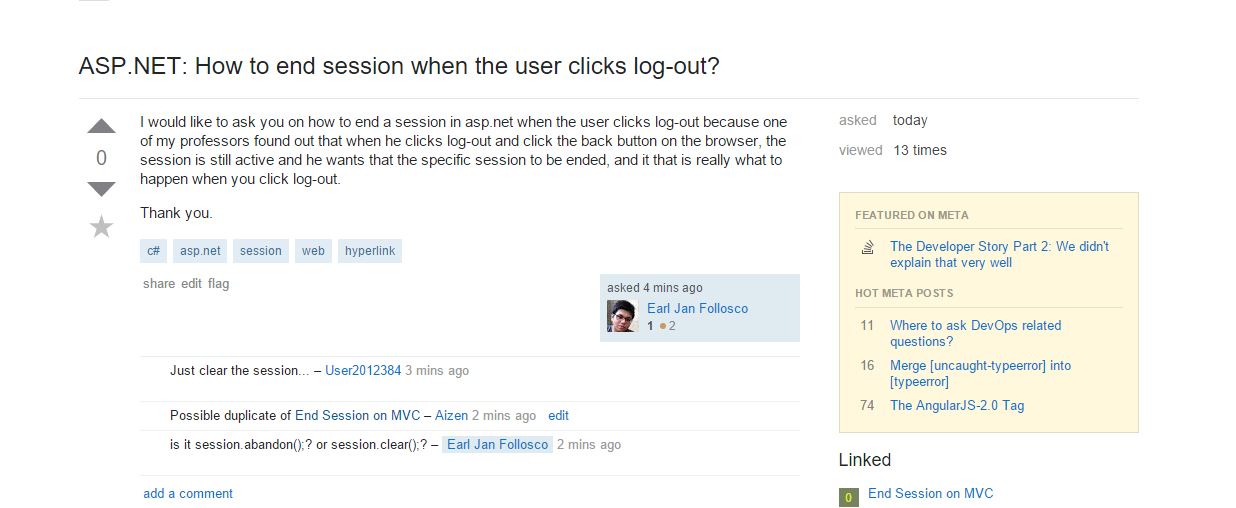 ASP.NET: How to end session when the user clicks log-out?
I would like to ask you on how to end a session in asp.net when the user clicks log-out because one
of my professors found out that when he clicks log-out and click the back button on the browser, the
session is still active and he wants that the specific session to be ended, and it that is really what to
happen when you click log-out.
Thank you.
0
c# asp.net session web hyperlink
share edit flag
asked 4 mins ago
Earl Jan Follosco
1 2
Just clear the session... – User2012384 3 mins ago
Possible duplicate of End Session on MVC – Aizen 2 mins ago edit
is it session.abandon();? or session.clear();? – Earl Jan Follosco 2 mins ago
add a comment
asked today
viewed 13 times
FEATURED ON META
The Developer Story Part 2: We didn't
explain that very well
HOT META POSTS
11 Where to ask DevOps related
questions?
16 Merge [uncaught-typeerror] into
[typeerror]
74 The AngularJS-2.0 Tag
Linked
0 End Session on MVC